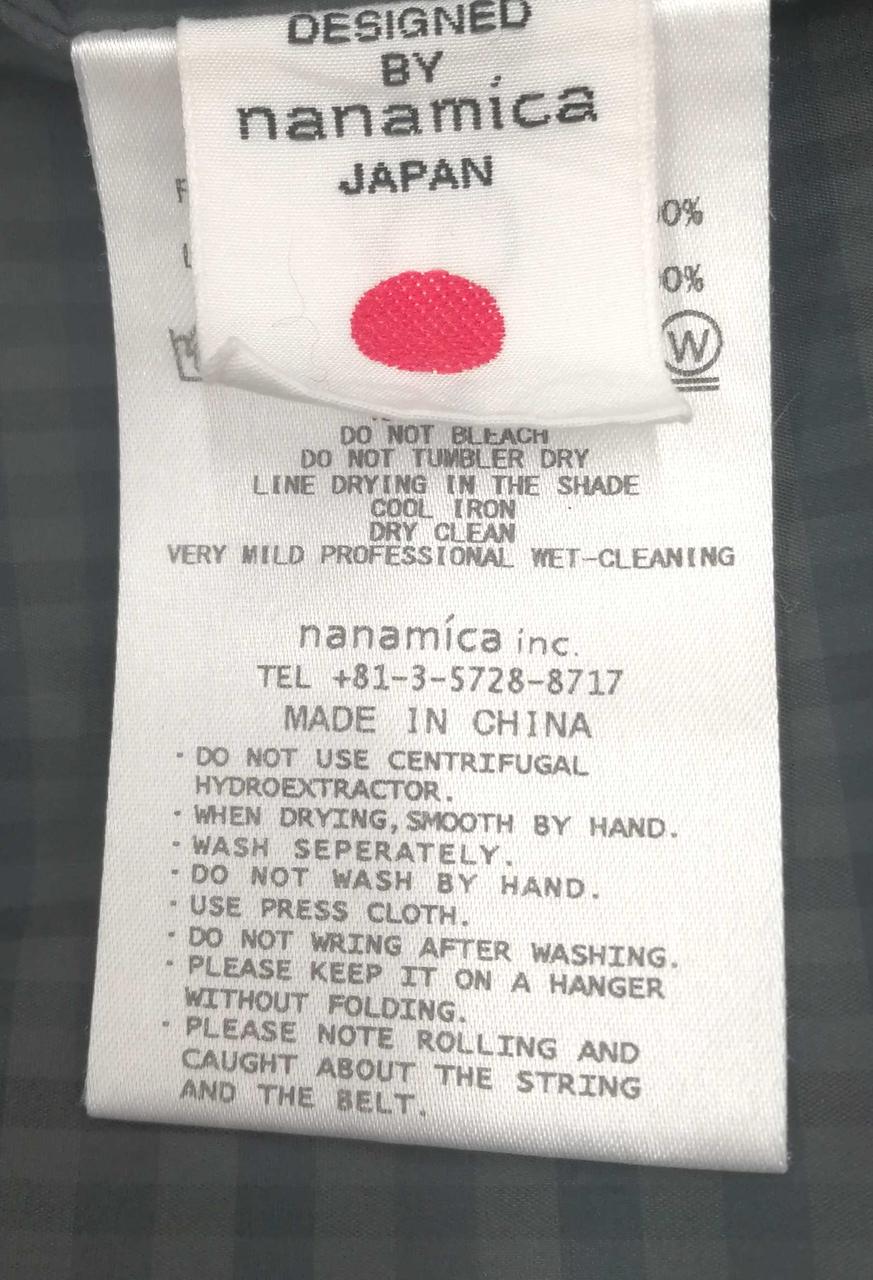 DESIGNED
BY
nanamíca
JAPAN
0%
0%
W
DO NOT BLEACH
DO NOT TUMBLER DRY
LINE DRYING IN THE SHADE
COOL IRON
DRY CLEAN
VERY MILD PROFESSIONAL WET-CLEANING
nanamíca inc.
TEL +81-3-5728-8717
MADE IN CHINA
· DO NOT USE CENTRIFUGAL
HYDROEXTRACTOR.
· WHEN DRYING,SMOOTH BY HAND.
· WASH SEPERATELY.
· DO NOT WASH BY HAND.
· USE PRESS CLOTH.
· DO NOT WRING AFTER WASHING.
· PLEASE KEEP IT ON A HANGER
WITHOUT FOLDING.
· PLEASE NOTE ROLLING AND
CAUGHT ABOUT THE STRING
AND THE BELT.